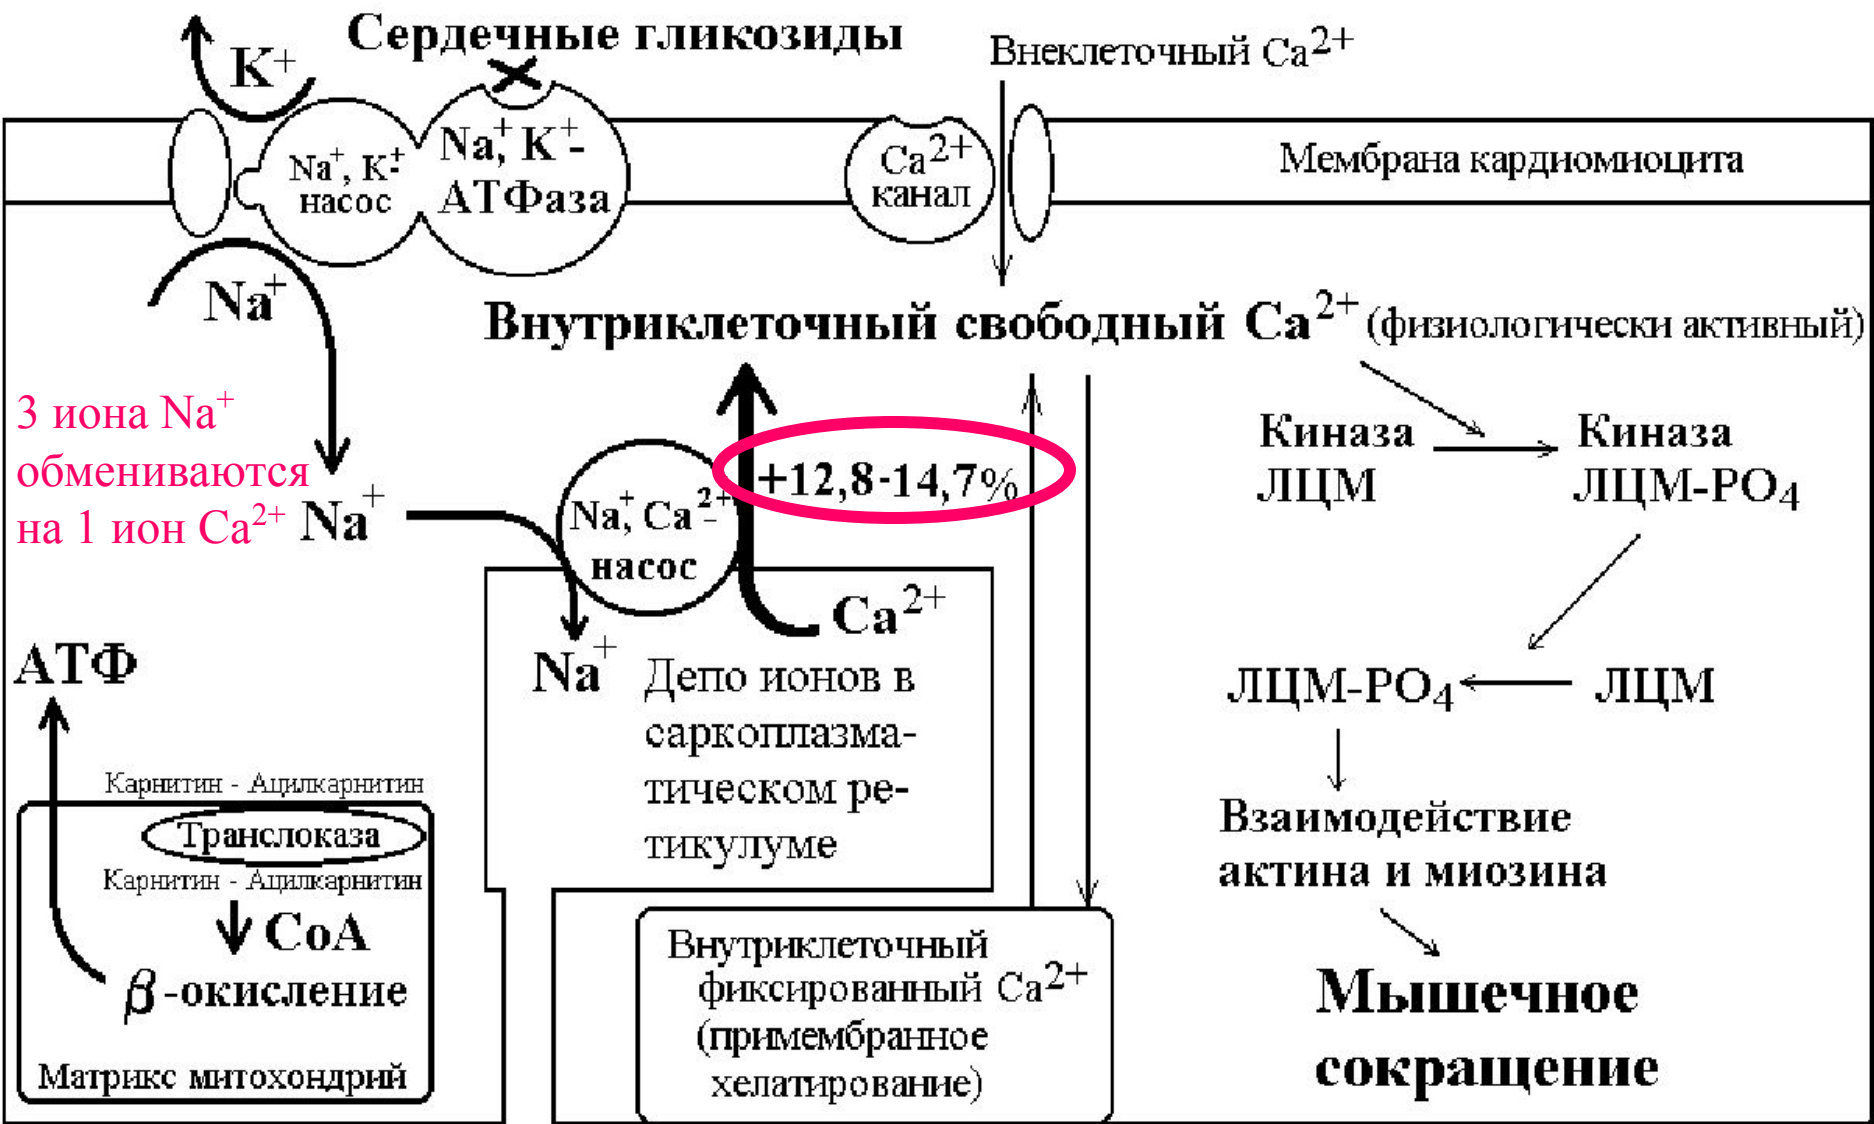 Сердечные гликозиды
K⁺
Внеклеточный Ca²⁺
Na⁺, K⁺-
насос
Na⁺, K⁺-
АТФаза
Ca²⁺
канал
Мембрана кардиомиоцита
Na⁺
Внутриклеточный свободный Ca²⁺ (физиологически активный)
3 иона Na⁺
обмениваются
на 1 ион Ca²⁺
Na⁺
Na⁺, Ca²⁺-
насос
+12,8-14,7%
Киназа
ЛЦМ
Киназа
ЛЦМ-PO₄
Ca²⁺
Na⁺
Депо ионов в
саркоплазма-
тическом ре-
тикулуме
ЛЦМ-PO₄
ЛЦМ
АТФ
Карнитин - Ацилкарнитин
Транслоказа
Карнитин - Ацилкарнитин
CoA
β-окисление
Матрикс митохондрий
Внутриклеточный
фиксированный Ca²⁺
(примембранное
хелатирование)
Взаимодействие
актина и миозина
Мышечное
сокращение